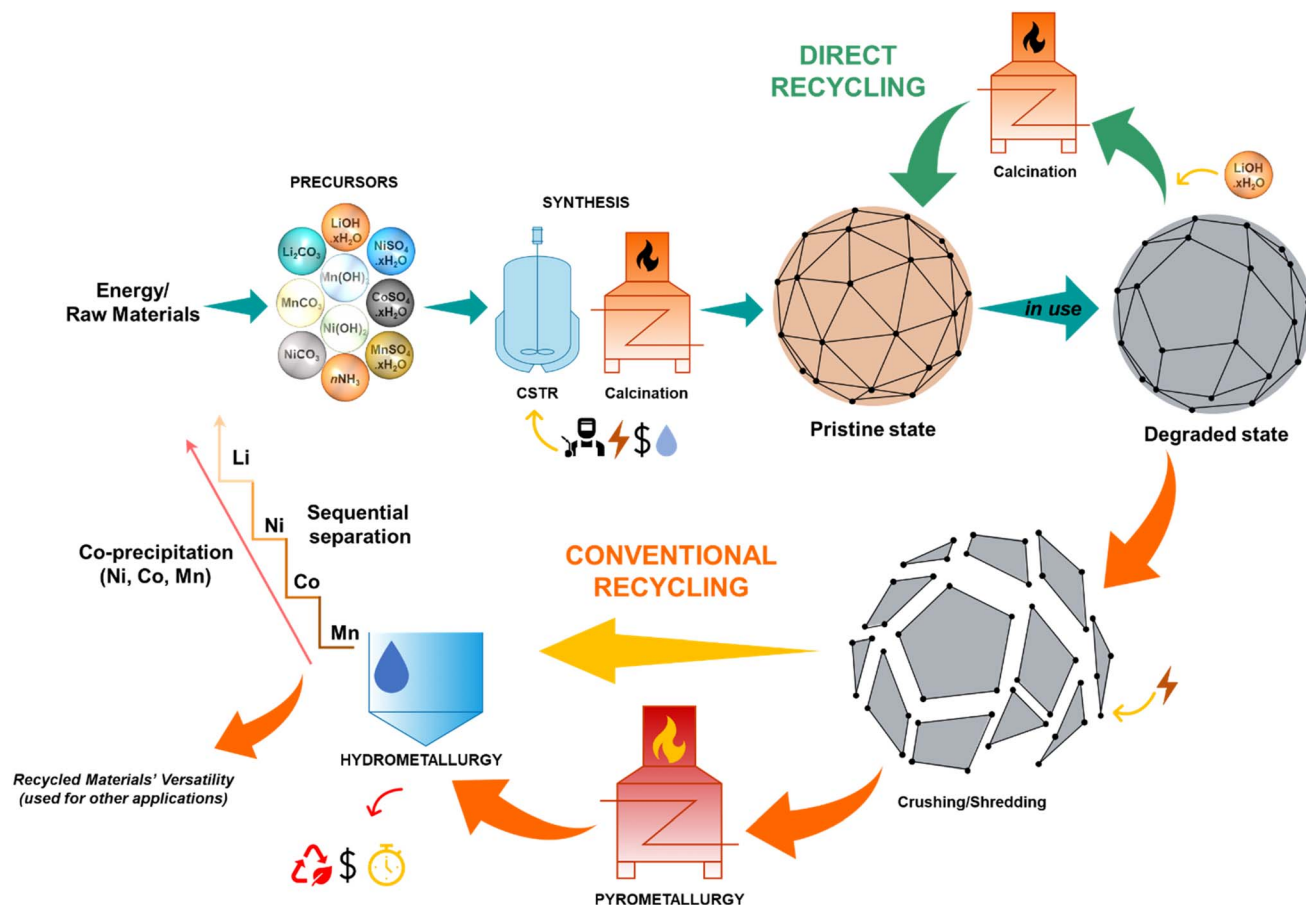 DIRECT
RECYCLING
Calcination
LiOH
.xH₂O
PRECURSORS
LiOH
.xH₂O
Li₂CO₃
NiSO₄
.xH₂O
Mn(OH)₂
MnCO₃
CoSO₄
.xH₂O
Ni(OH)₂
NiCO₃
MnSO₄
.xH₂O
nNH₃
Energy/
Raw Materials
SYNTHESIS
CSTR
Calcination
$
in use
Pristine state
Degraded state
Li
Ni
Co
Mn
Sequential
separation
Co-precipitation
(Ni, Co, Mn)
CONVENTIONAL
RECYCLING
Crushing/Shredding
HYDROMETALLURGY
$
Recycled Materials' Versatility
(used for other applications)
PYROMETALLURGY